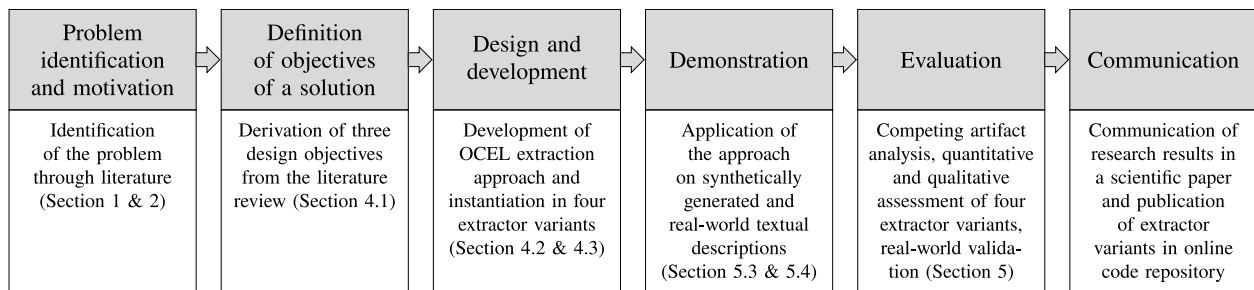 Problem
identification
and motivation
Identification
of the problem
through literature
(Section 1 & 2)
Definition
of objectives
of a solution
Derivation of three
design objectives
from the literature
review (Section 4.1)
Design and
development
Development of
OCEL extraction
approach and
instantiation in four
extractor variants
(Section 4.2 & 4.3)
Demonstration
Application of
the approach
on synthetically
generated and
real-world textual
descriptions
(Section 5.3 & 5.4)
Evaluation
Competing artifact
analysis, quantitative
and qualitative
assessment of four
extractor variants,
real-world valida-
tion (Section 5)
Communication
Communication of
research results in
a scientific paper
and publication
of extractor
variants in online
code repository